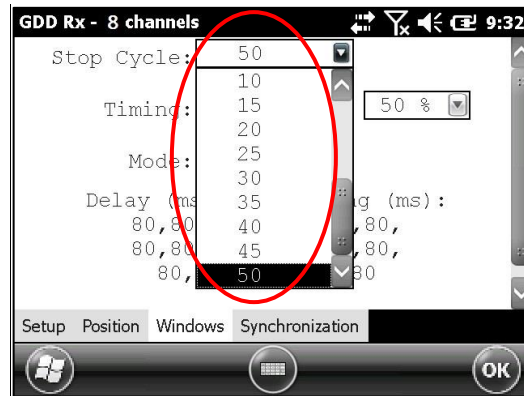 GDD Rx - 8 channels 9:32
Stop Cycle: 50
10
Timing: 15 50 %
20
Mode: 25
30
Delay (ms 35 g (ms):
80,80 40 ,80,
80,80 45 ,80,
80, 50 80
Setup Position Windows Synchronization
OK